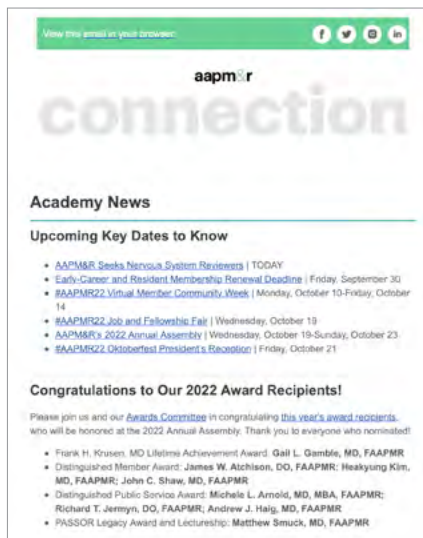 View this email in your browser.
aapm&r
connection
Academy News
Upcoming Key Dates to Know
• AAPM&R Seeks Nervous System Reviewers | TODAY
• Early-Career and Resident Membership Renewal Deadline | Friday, September 30
• #AAPMR22 Virtual Member Community Week | Monday, October 10-Friday, October
14
• #AAPMR22 Job and Fellowship Fair | Wednesday, October 19
• AAPM&R's 2022 Annual Assembly | Wednesday, October 19-Sunday, October 23
• #AAPMR22 Oktoberfest President's Reception | Friday, October 21
Congratulations to Our 2022 Award Recipients!
Please join us and our Awards Committee in congratulating this year's award recipients,
who will be honored at the 2022 Annual Assembly. Thank you to everyone who nominated!
• Frank H. Krusen, MD Lifetime Achievement Award: Gail L. Gamble, MD, FAAPMR
• Distinguished Member Award: James W. Atchison, DO, FAAPMR; Heakyung Kim,
MD, FAAPMR; John C. Shaw, MD, FAAPMR
• Distinguished Public Service Award: Michele L. Arnold, MD, MBA, FAAPMR;
Richard T. Jermyn, DO, FAAPMR; Andrew J. Haig, MD, FAAPMR
• PASSOR Legacy Award and Lectureship: Matthew Smuck, MD, FAAPMR